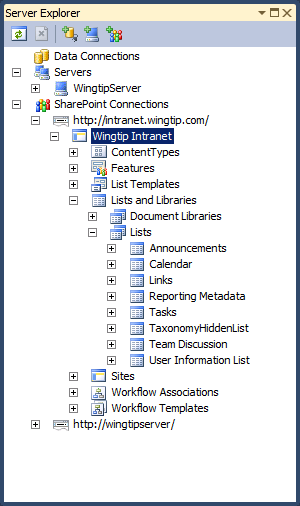 Server Explorer
Data Connections
Servers
WingtipServer
SharePoint Connections
http://intranet.wingtip.com/
Wingtip Intranet
ContentTypes
Features
List Templates
Lists and Libraries
Document Libraries
Lists
Announcements
Calendar
Links
Reporting Metadata
Tasks
TaxonomyHiddenList
Team Discussion
User Information List
Sites
Workflow Associations
Workflow Templates
http://wingtipserver/